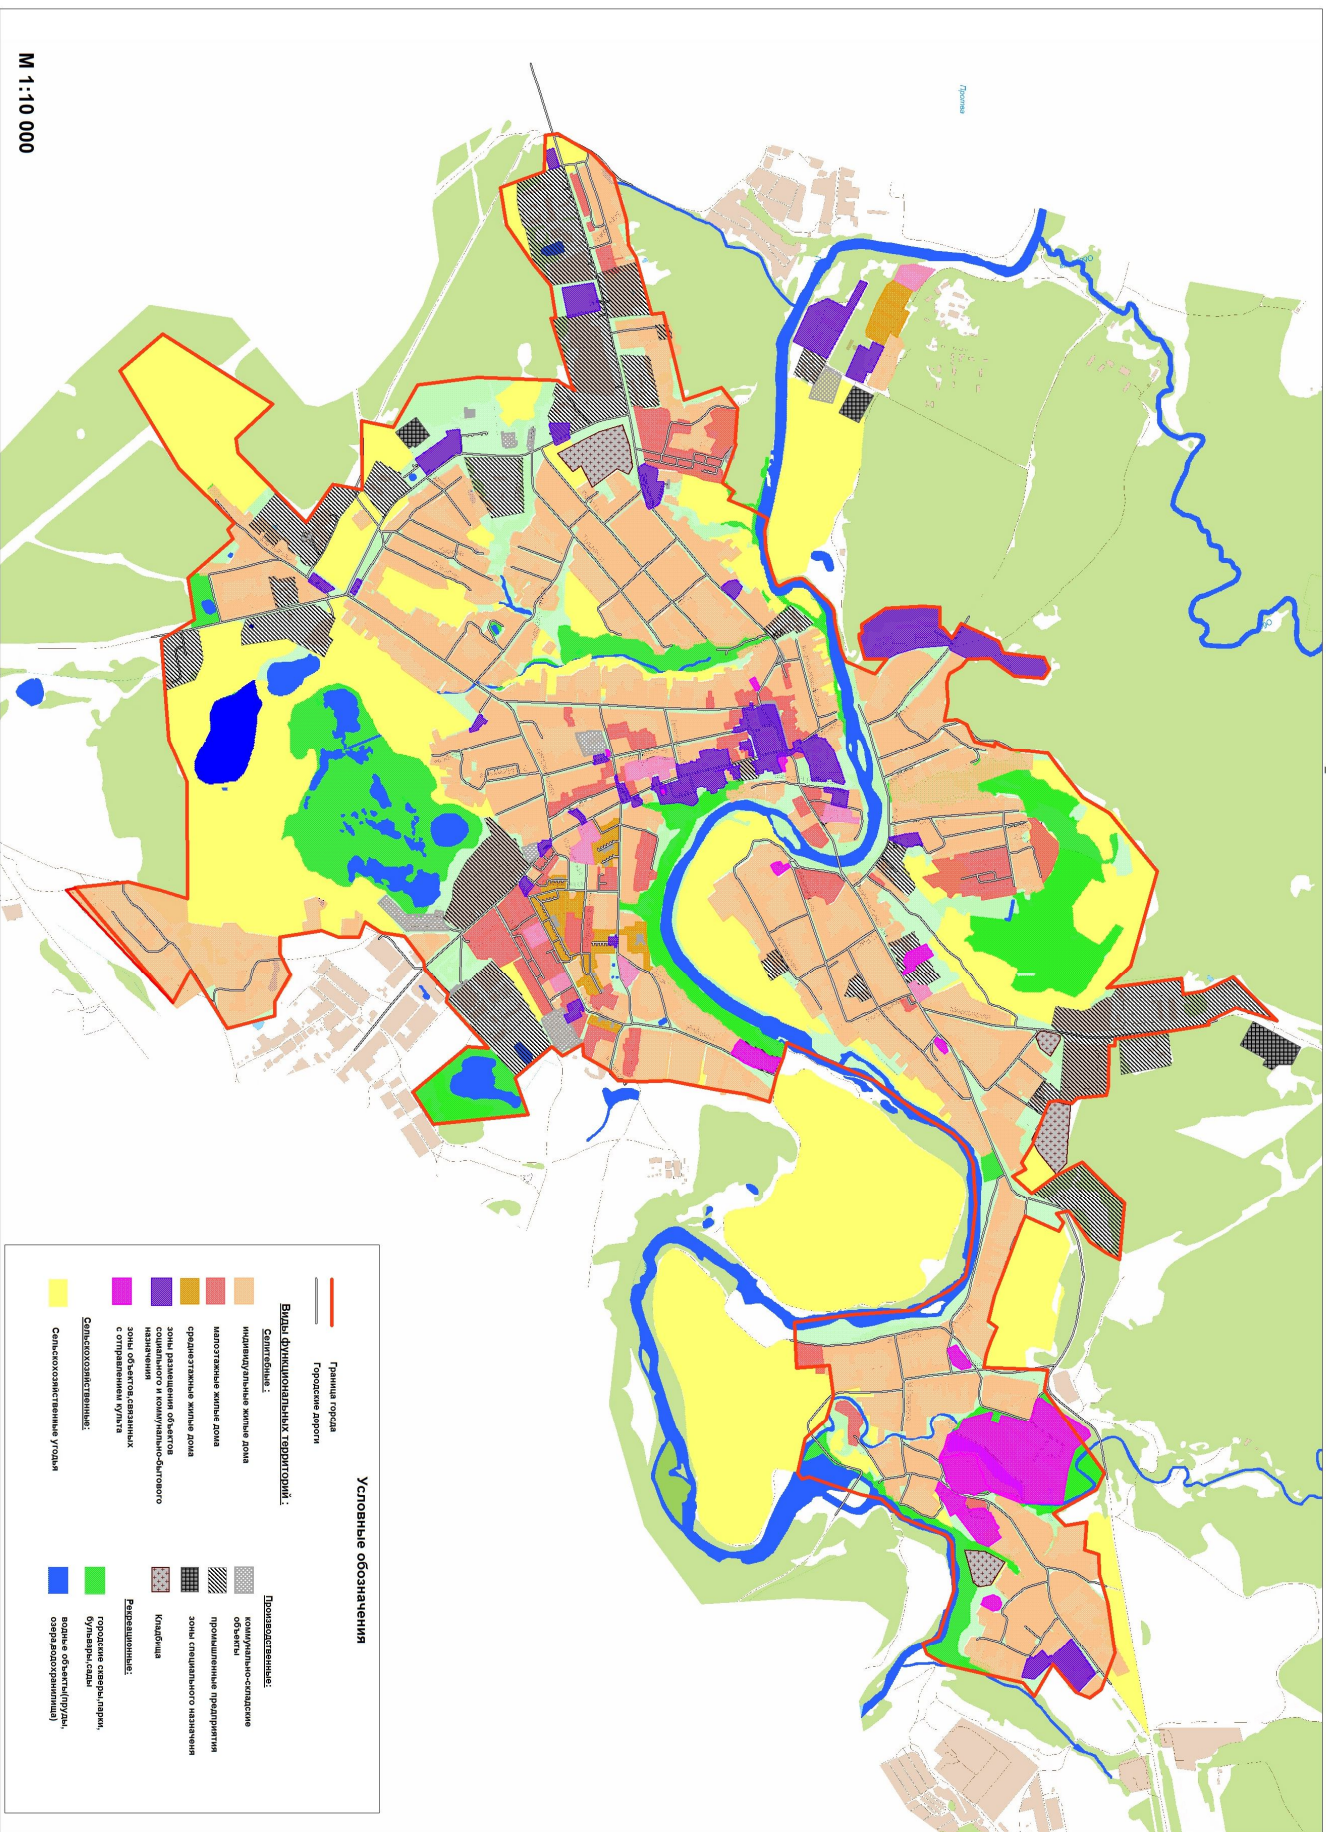 М 1:10 000
Протва
Условные обозначения
Граница города
Городские дороги
Виды функциональных территорий :
Селитебные :
индивидуальные жилые дома
малоэтажные жилые дома
среднеэтажные жилые дома
зоны размещения объектов
социального и коммунально-бытового
назначения
зоны объектов,связанных
с отправлением культа
Сельскохозяйственные:
Сельскохозяйственные угодья
Производственные:
коммунально-складские
объекты
промышленные предприятия
зоны специального назначеня
Кладбища
Рекреационные:
городские скверы,парки,
бульвары,сады
водные объекты(пруды,
озера,водохранилища)